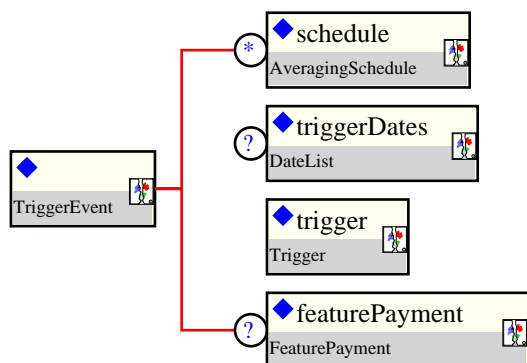 TriggerEvent
*
schedule
AveragingSchedule
?
triggerDates
DateList
trigger
Trigger
?
featurePayment
FeaturePayment